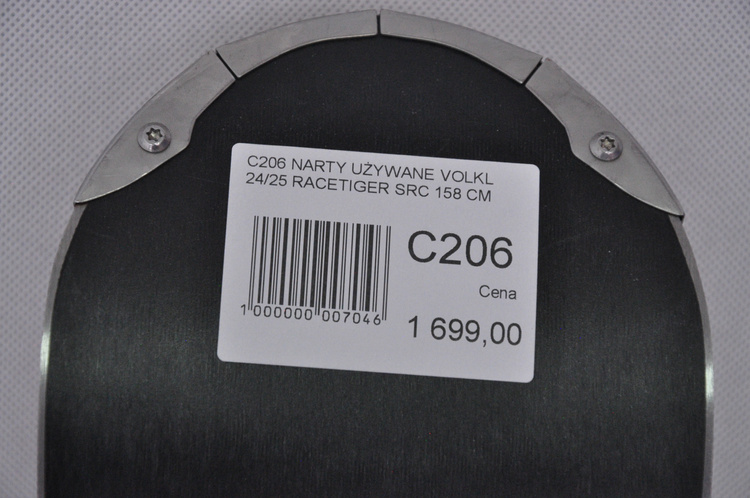 C206 NARTY UŻYWANE VOLKL
24/25 RACETIGER SRC 158 CM
C206
Cena
1 699,00
1 000000 007046